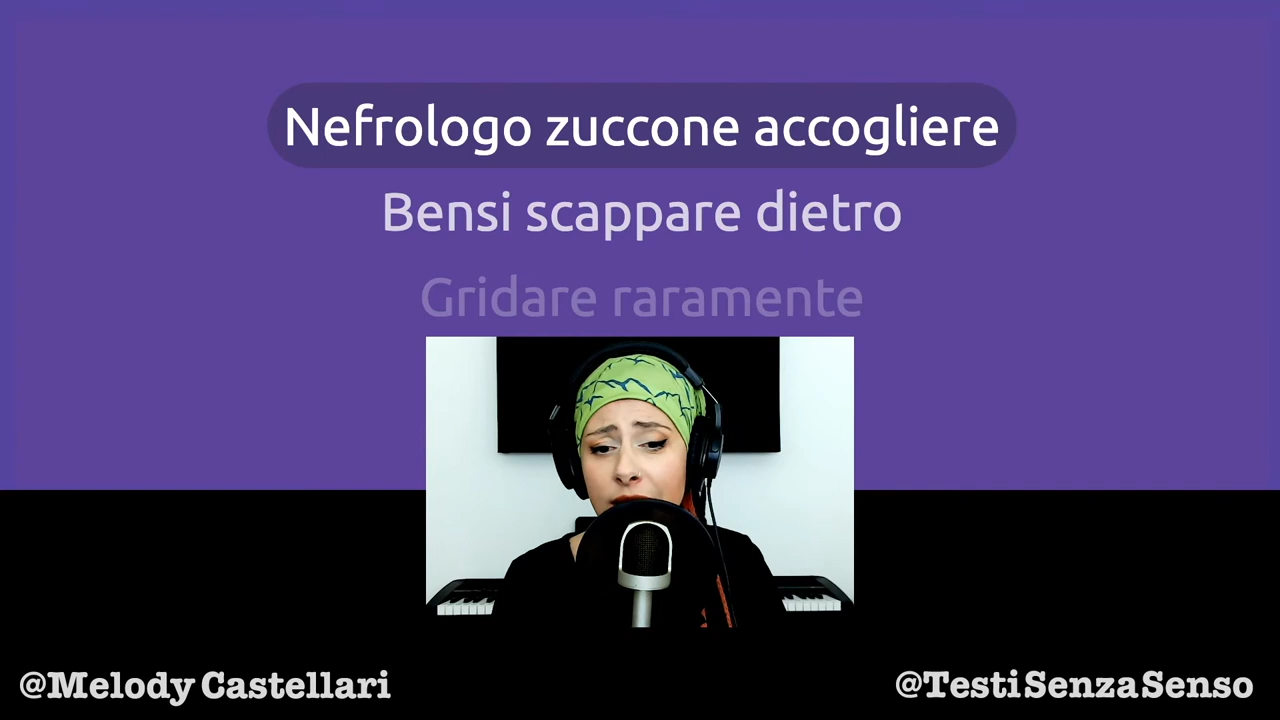 Nefrologo zuccone accogliere
Bensi scappare dietro
Gridare raramente
@Melody Castellari
@TestiSenzaSenso